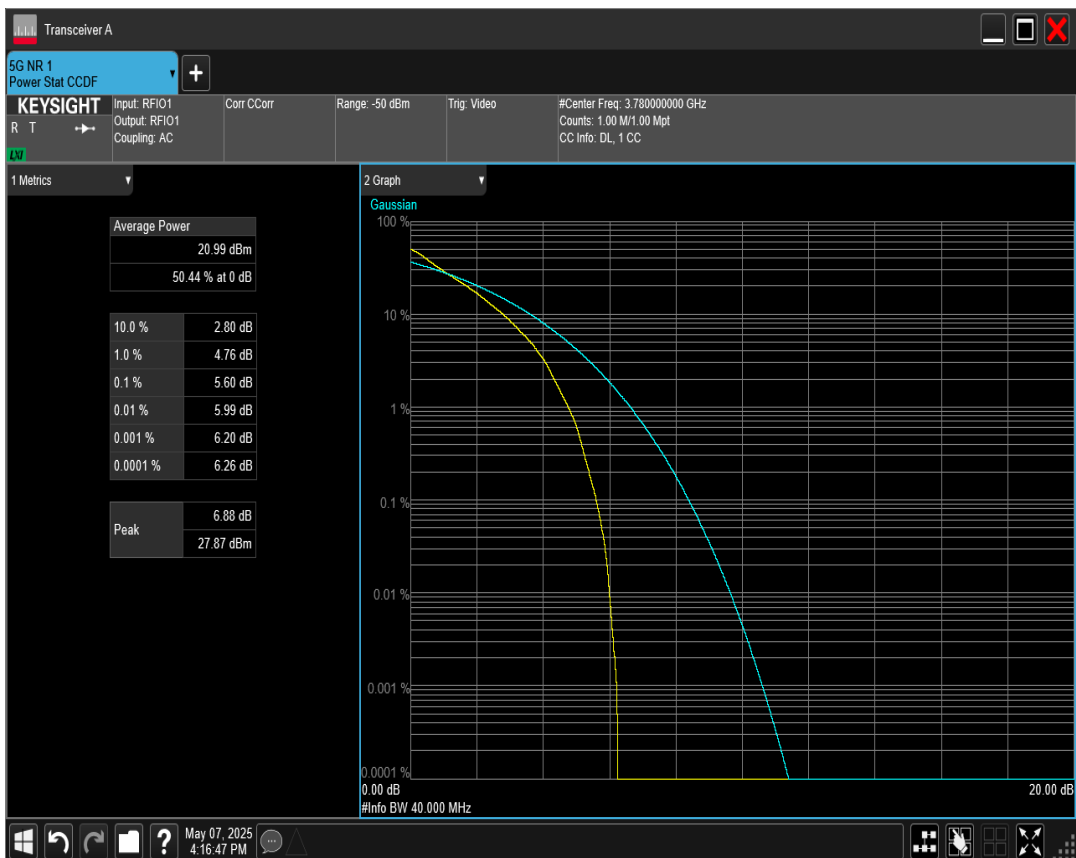 Transceiver A
5G NR 1
Power Stat CCDF
+
KEYSIGHT
R T
LXI
Input: RFIO1
Output: RFIO1
Coupling: AC
Corr CCorr
Range: -50 dBm
Trig: Video
#Center Freq: 3.780000000 GHz
Counts: 1.00 M/1.00 Mpt
CC Info: DL, 1 CC
1 Metrics
Average Power
20.99 dBm
50.44 % at 0 dB
10.0 % 2.80 dB
1.0 % 4.76 dB
0.1 % 5.60 dB
0.01 % 5.99 dB
0.001 % 6.20 dB
0.0001 % 6.26 dB
Peak 6.88 dB
27.87 dBm
2 Graph
Gaussian
100 %
10 %
1 %
0.1 %
0.01 %
0.001 %
0.0001 %
0.00 dB 20.00 dB
#Info BW 40.000 MHz
?
May 07, 2025
4:16:47 PM